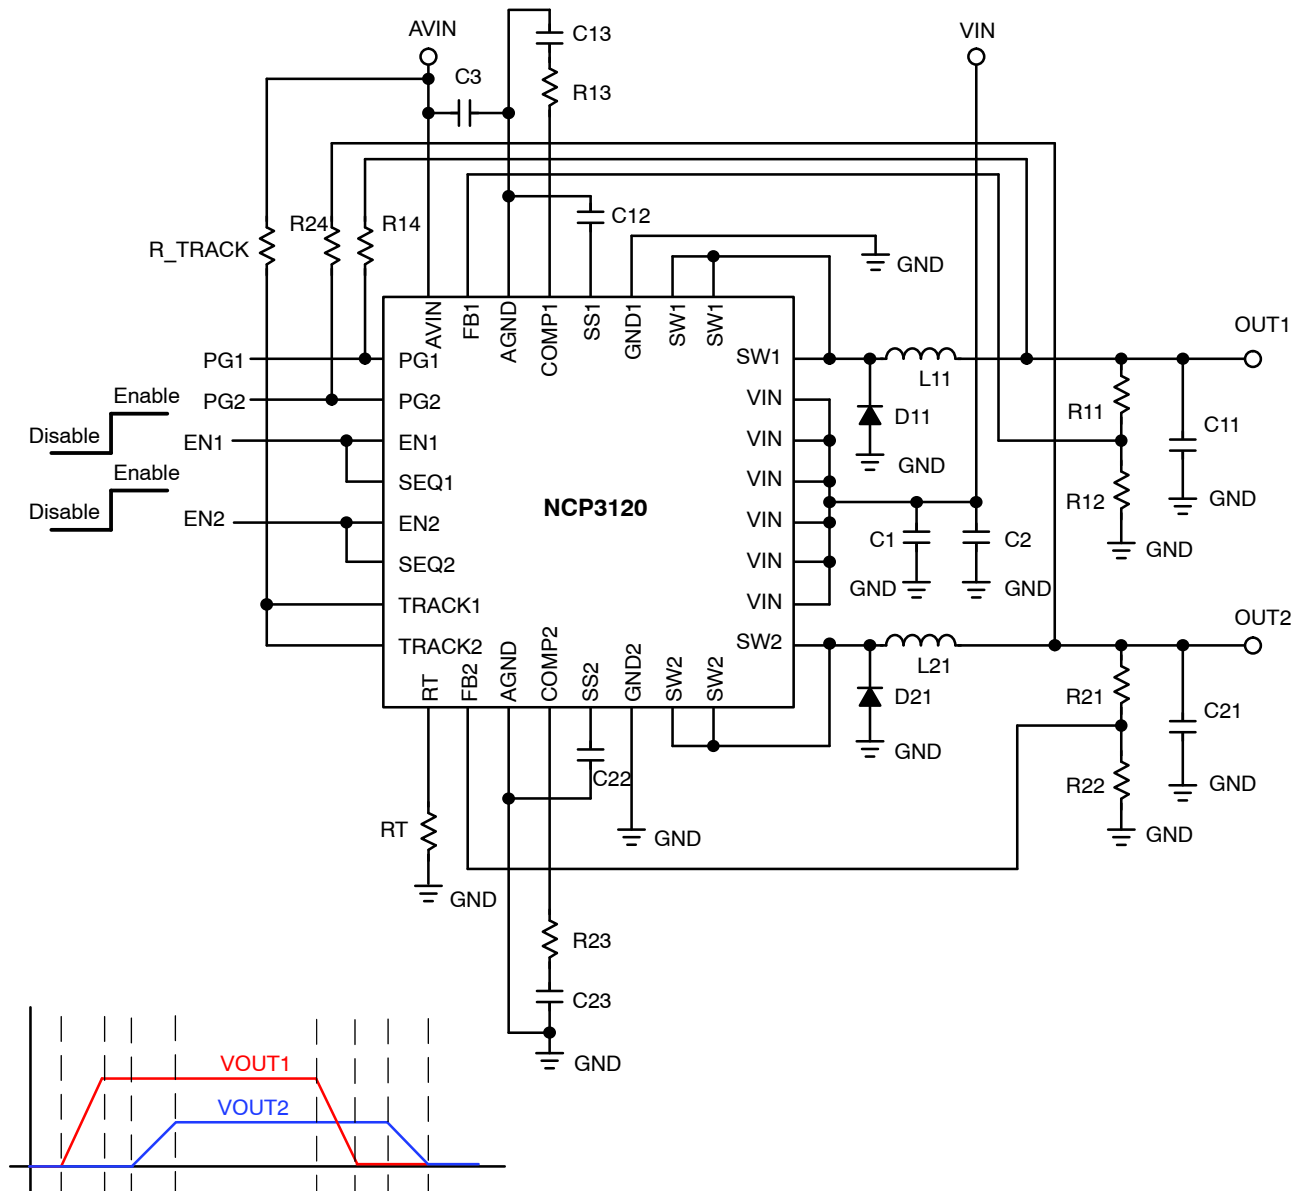 AVIN
C13
VIN
C3
R13
C12
R24
R14
R_TRACK
GND
AVIN
FB1
AGND
COMP1
SS1
GND1
SW1
SW1
OUT1
PG1
PG1
SW1
L11
Enable
PG2
PG2
VIN
D11
R11
C11
Disable
EN1
EN1
VIN
GND
Enable
SEQ1
VIN
R12
GND
Disable
EN2
EN2
NCP3120
VIN
C1
C2
GND
SEQ2
VIN
GND
GND
TRACK1
VIN
OUT2
TRACK2
SW2
L21
RT
FB2
AGND
COMP2
SS2
GND2
SW2
SW2
D21
R21
C21
GND
C22
R22
GND
RT
GND
GND
GND
R23
C23
GND
VOUT1
VOUT2